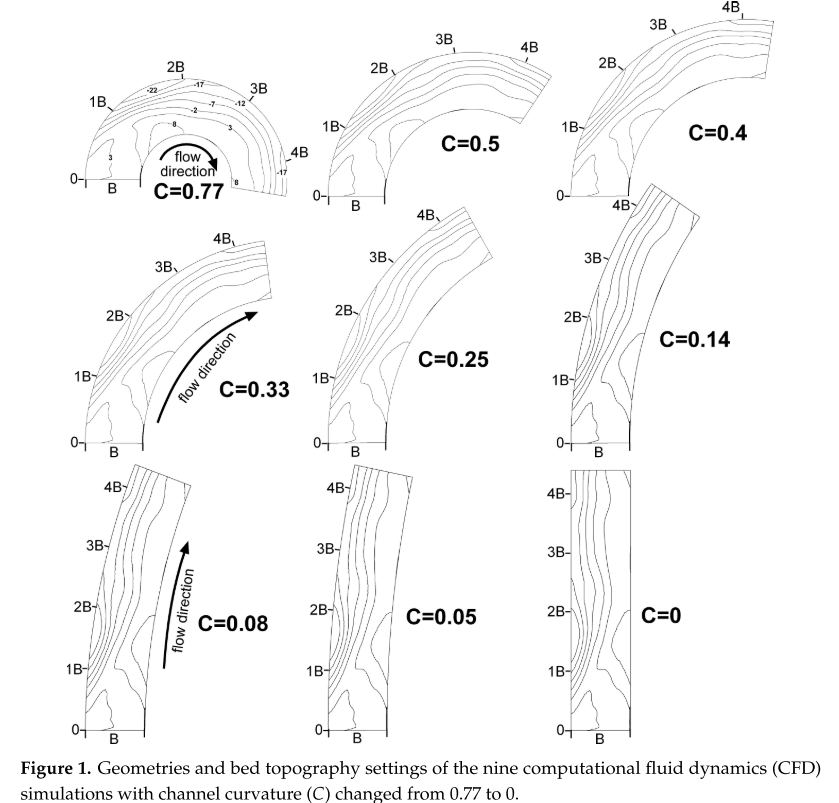 4B
3B
2B
1B
0
B
-22
-17
-12
-7
-2
3
8
3
8
-17
flow
direction
C=0.77
4B
3B
2B
1B
0
B
C=0.5
4B
3B
2B
1B
0
C=0.4
4B
3B
2B
1B
0
B
flow direction
C=0.33
4B
3B
2B
1B
0
B
C=0.25
4B
3B
2B
1B
0
B
C=0.14
4B
3B
2B
1B
0
B
flow direction
C=0.08
4B
3B
2B
1B
0
B
C=0.05
4B
3B
2B
1B
0
B
C=0
Figure 1. Geometries and bed topography settings of the nine computational fluid dynamics (CFD)
simulations with channel curvature (C) changed from 0.77 to 0.